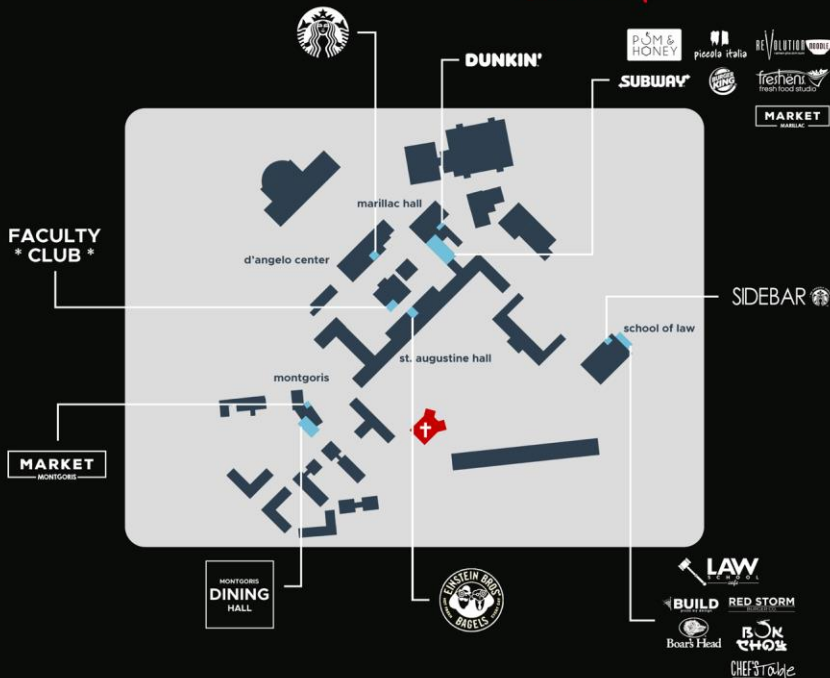 DUNKIN'
POM &
HONEY
piccola italia
REVOLUTION
NOODLE
SUBWAY
BURGER
KING
freshens
fresh food studio
MARKET
MARILLAC
marillac hall
FACULTY
* CLUB *
d'angelo center
SIDEBAR
school of law
st. augustine hall
montgoris
MARKET
MONTGORIS
MONTGORIS
DINING
HALL
EINSTEIN BROS
BAGELS
LAW
SCHOOL
cafe
BUILD
RED STORM
BURGER CO.
Boar's Head
BOK
CHOY
CHEF'S Table